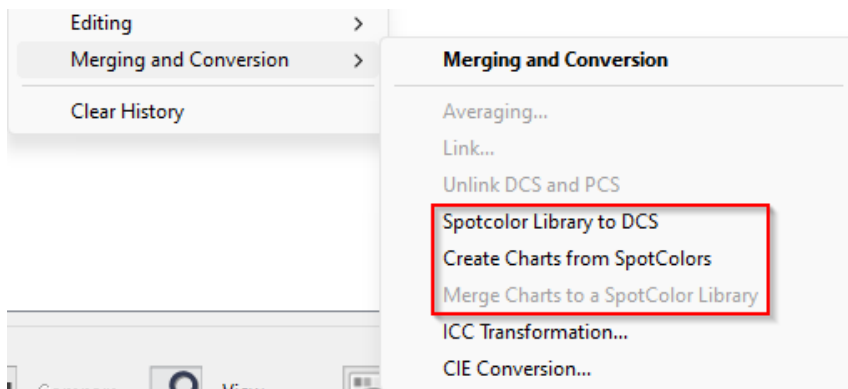 Editing
Merging and Conversion
Clear History
Merging and Conversion
Averaging...
Link...
Unlink DCS and PCS
Spotcolor Library to DCS
Create Charts from SpotColors
Merge Charts to a SpotColor Library
ICC Transformation...
CIE Conversion...